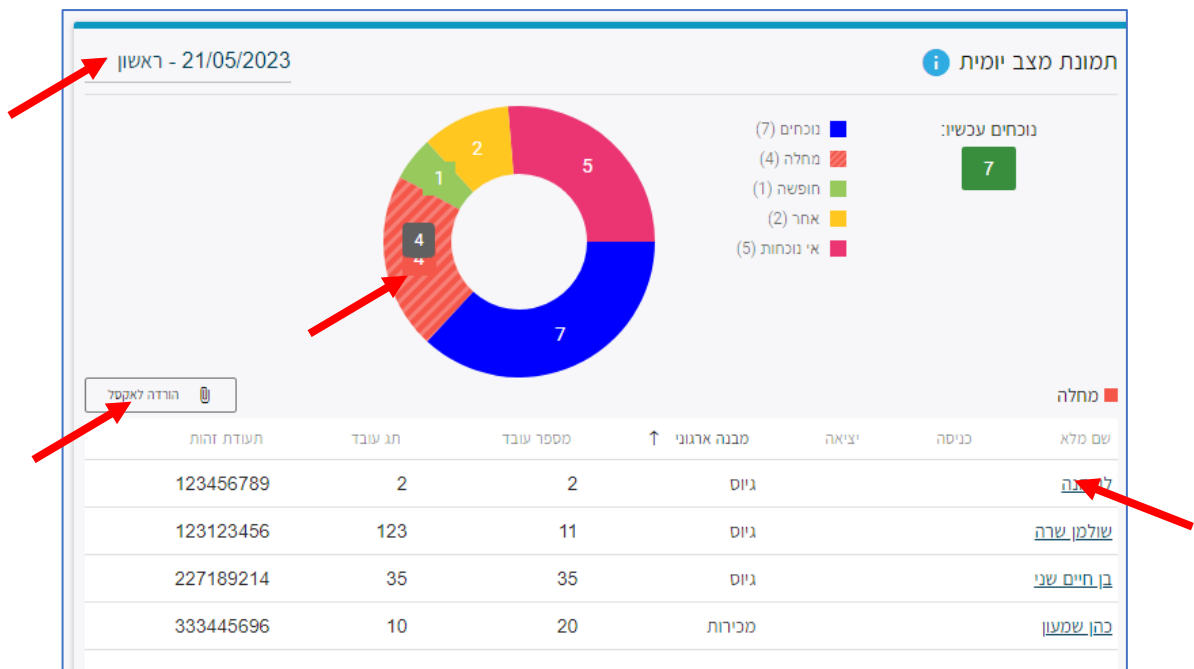 תמונת מצב יומית i
21/05/2023 - ראשון
נוכחים עכשיו:
7
נוכחים (7)
מחלה (4)
חופשה (1)
אחר (2)
אי נוכחות (5)
5
2
1
4
4
7
מחלה
הורדה לאקסל
שם מלא כניסה יציאה מבנה ארגוני ↑ מספר עובד תג עובד תעודת זהות
גיוס 2 2 123456789
שולמן שרה גיוס 11 123 123123456
בן חיים שני גיוס 35 35 227189214
כהן שמעון מכירות 20 10 333445696